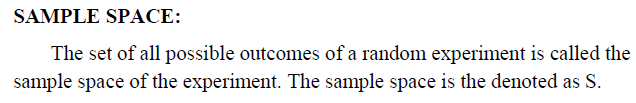 SAMPLE SPACE:
The set of all possible outcomes of a random experiment is called the
sample space of the experiment. The sample space is the denoted as S.